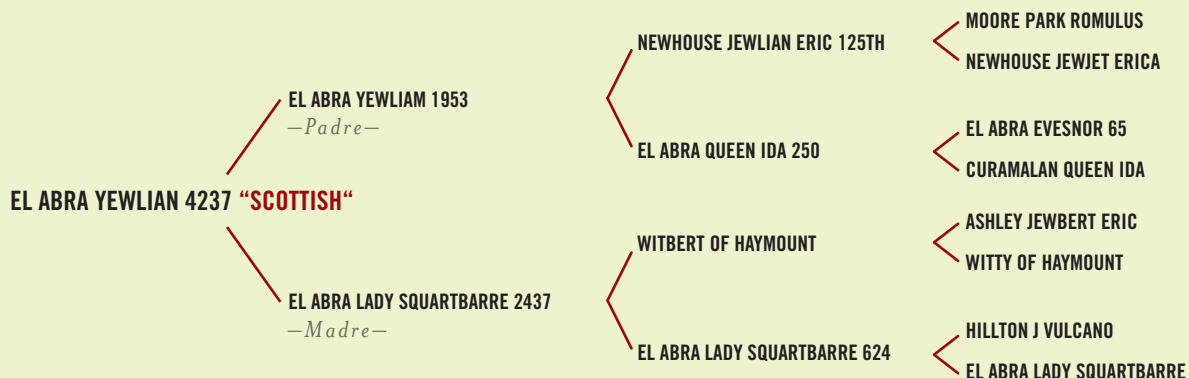 MOORE PARK ROMULUS
NEWHOUSE JEWLIAN ERIC 125TH
NEWHOUSE JEWJET ERICA
EL ABRA YEWLIAM 1953
—Padre—
EL ABRA EVESNOR 65
EL ABRA QUEEN IDA 250
CURAMALAN QUEEN IDA
EL ABRA YEWLIAN 4237 “SCOTTISH“
ASHLEY JEWBERT ERIC
WITBERT OF HAYMOUNT
WITTY OF HAYMOUNT
EL ABRA LADY SQUARTBARRE 2437
—Madre—
HILLTON J VULCANO
EL ABRA LADY SQUARTBARRE 624
EL ABRA LADY SQUARTBARRE